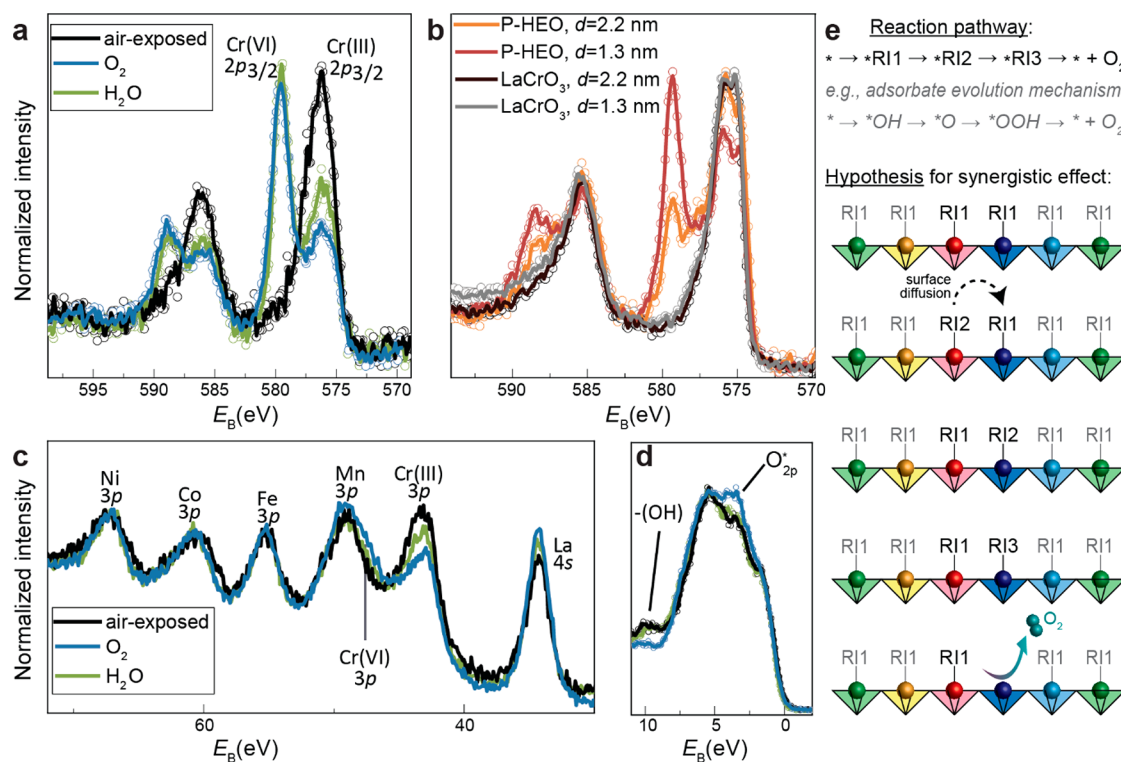 a
air-exposed
O₂
H₂O
Cr(VI)
2p3/2
Cr(III)
2p3/2
Normalized intensity
595 590 585 580 575 570
E_B(eV)
b
P-HEO, d=2.2 nm
P-HEO, d=1.3 nm
LaCrO₃, d=2.2 nm
LaCrO₃, d=1.3 nm
590 585 580 575 570
E_B(eV)
c
Ni
3p
Co
3p
Fe
3p
Mn
3p
Cr(III)
3p
La
4s
Cr(VI)
3p
air-exposed
O₂
H₂O
Normalized intensity
60 40
E_B(eV)
d
O*2p
-(OH)
10 5 0
E_B(eV)
e
Reaction pathway:
* → *RI1 → *RI2 → *RI3 → * + O₂
e.g., adsorbate evolution mechanism
* → *OH → *O → *OOH → * + O₂
Hypothesis for synergistic effect:
RI1 RI1 RI1 RI1 RI1 RI1
surface
diffusion
RI1 RI1 RI2 RI1 RI1 RI1
RI1 RI1 RI1 RI2 RI1 RI1
RI1 RI1 RI1 RI3 RI1 RI1
O₂
RI1 RI1 RI1 RI1 RI1